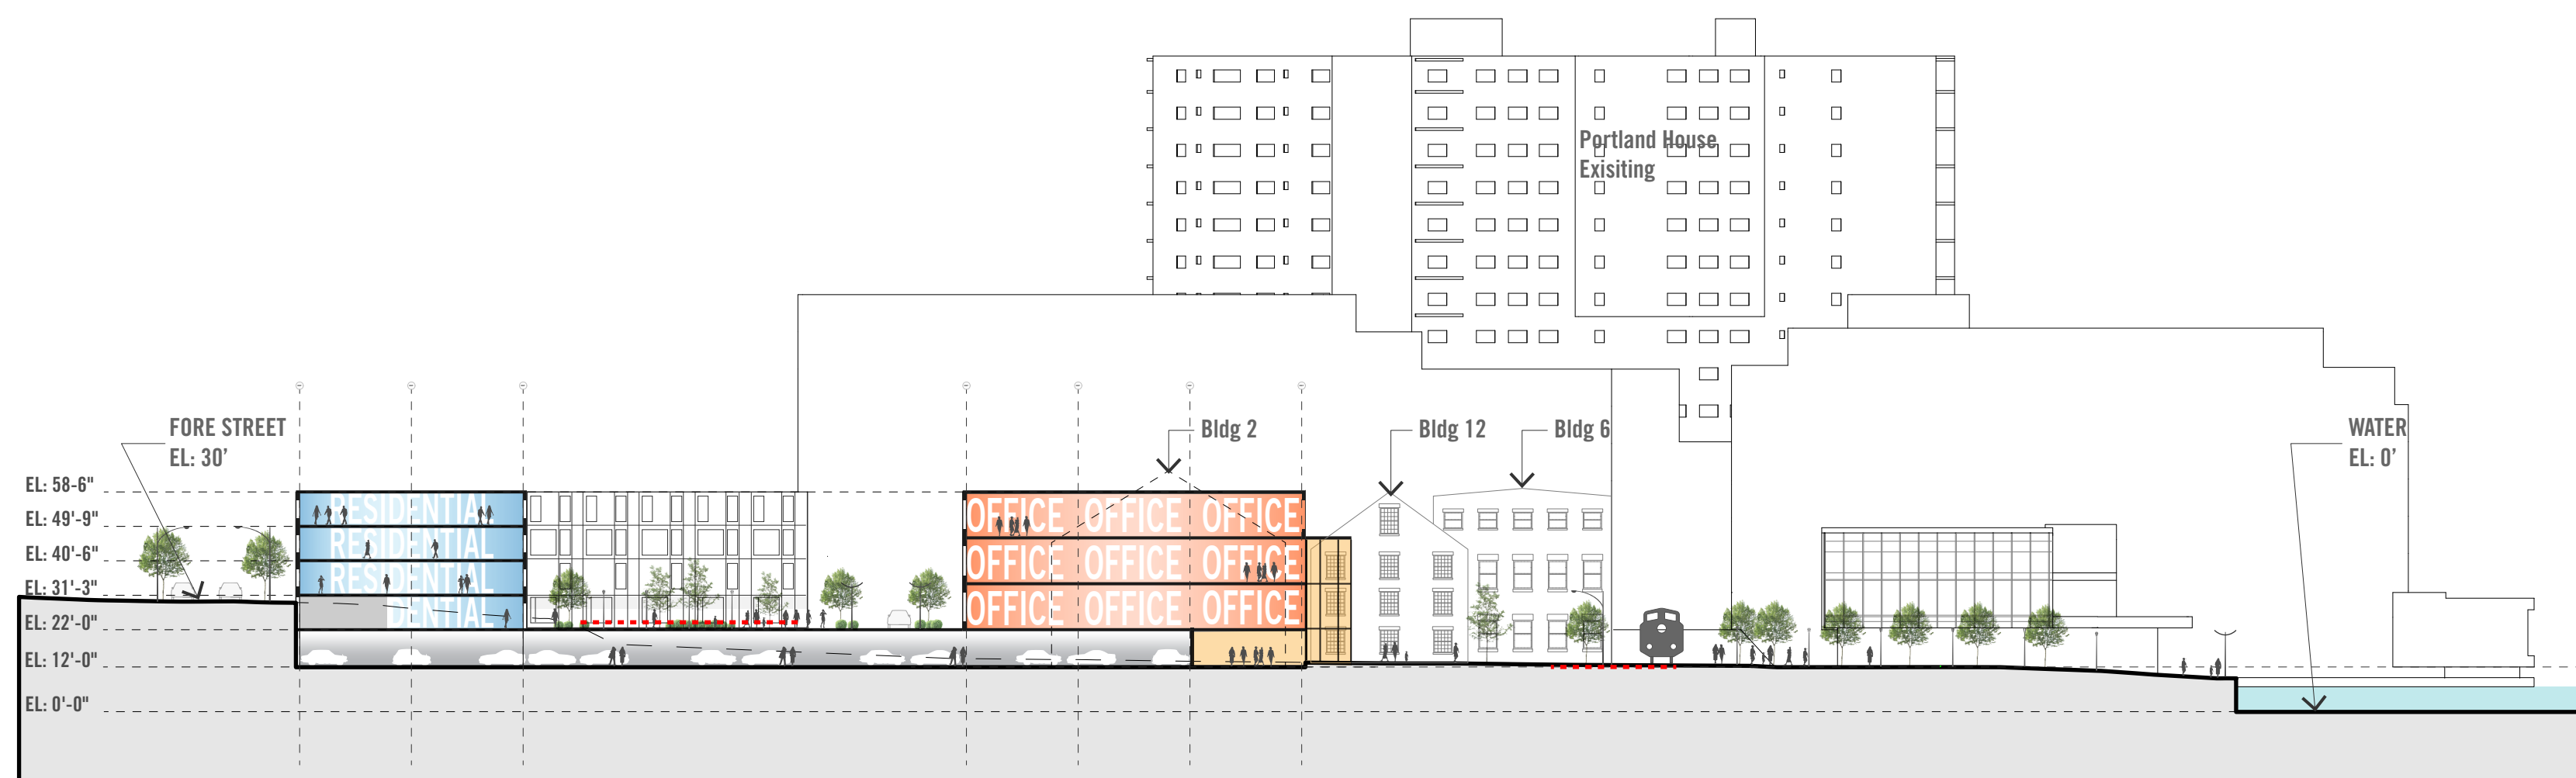 Portland House
Exisiting
FORE STREET
EL: 30’
Bldg 2
Bldg 12
Bldg 6
WATER
EL: 0’
EL: 58-6"
EL: 49'-9"
EL: 40'-6"
EL: 31'-3"
EL: 22'-0"
EL: 12'-0"
EL: 0'-0"
RESIDENTIAL
RESIDENTIAL
RESIDENTIAL
DENTIAL
OFFICE OFFICE OFFICE
OFFICE OFFICE OFFICE
OFFICE OFFICE OFFICE